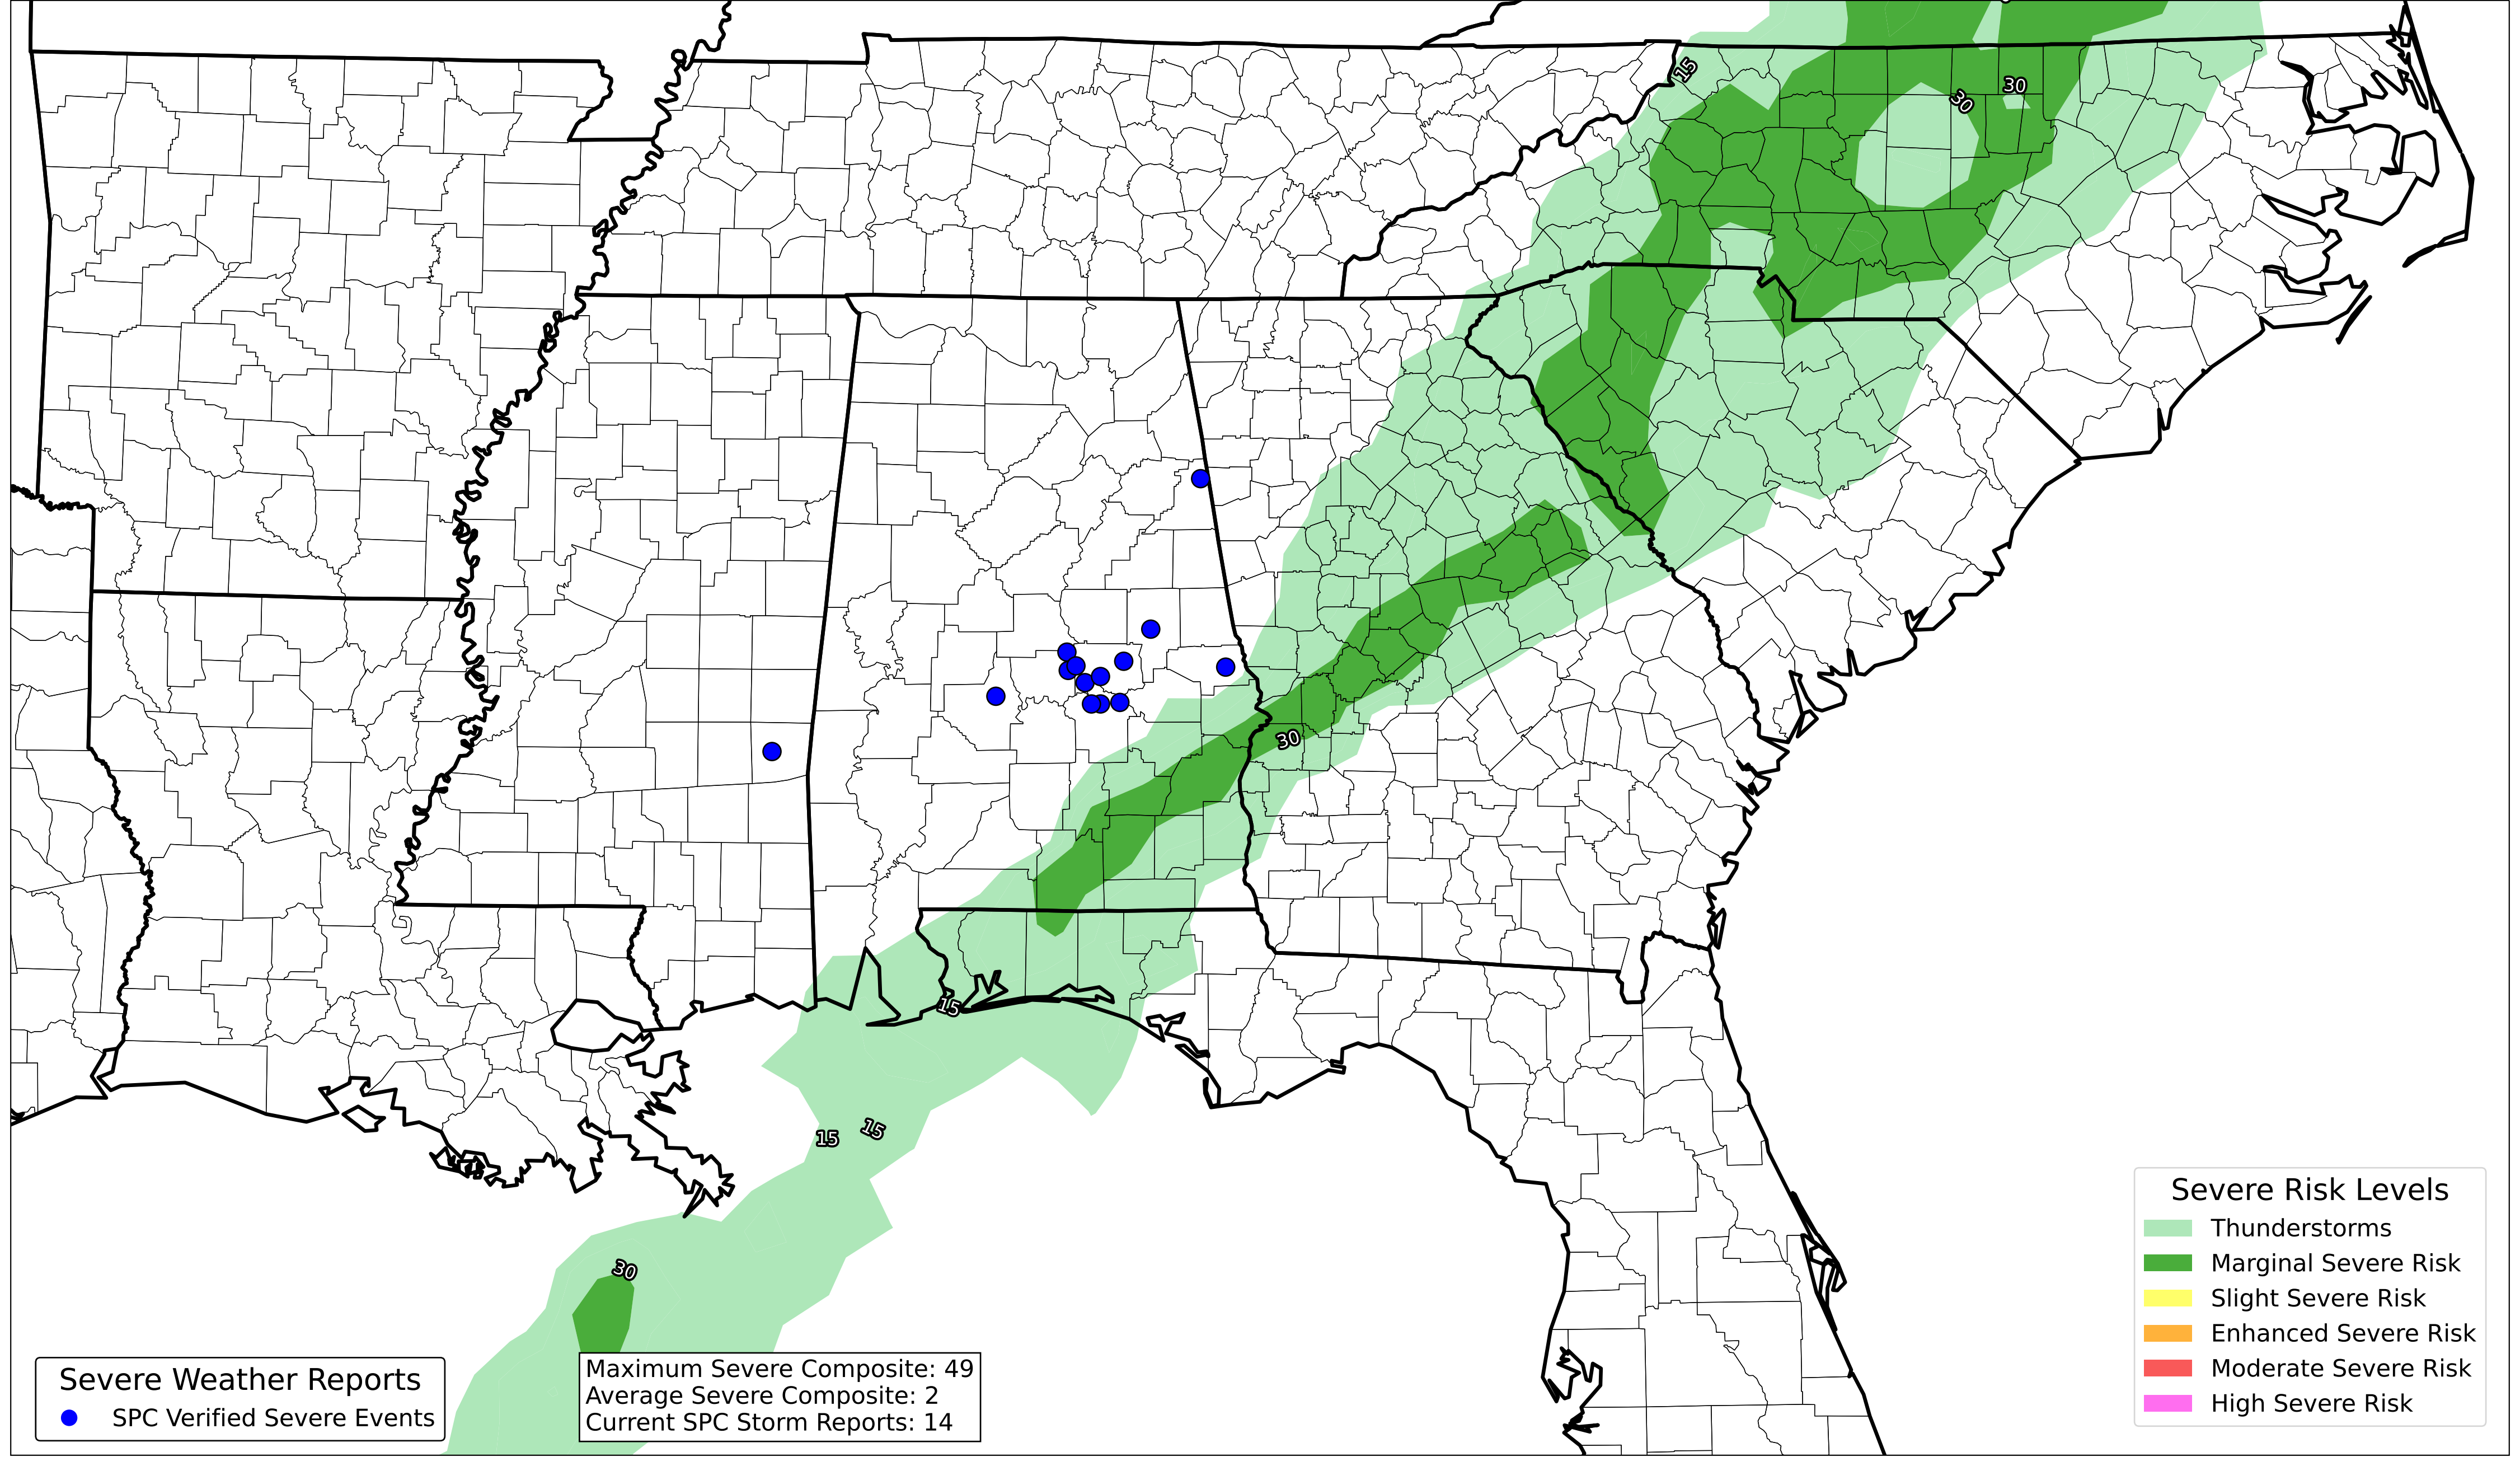 15
30
30
30
15
15
15
30
Severe Risk Levels
Thunderstorms
Marginal Severe Risk
Slight Severe Risk
Enhanced Severe Risk
Moderate Severe Risk
High Severe Risk
Severe Weather Reports
SPC Verified Severe Events
Maximum Severe Composite: 49
Average Severe Composite: 2
Current SPC Storm Reports: 14